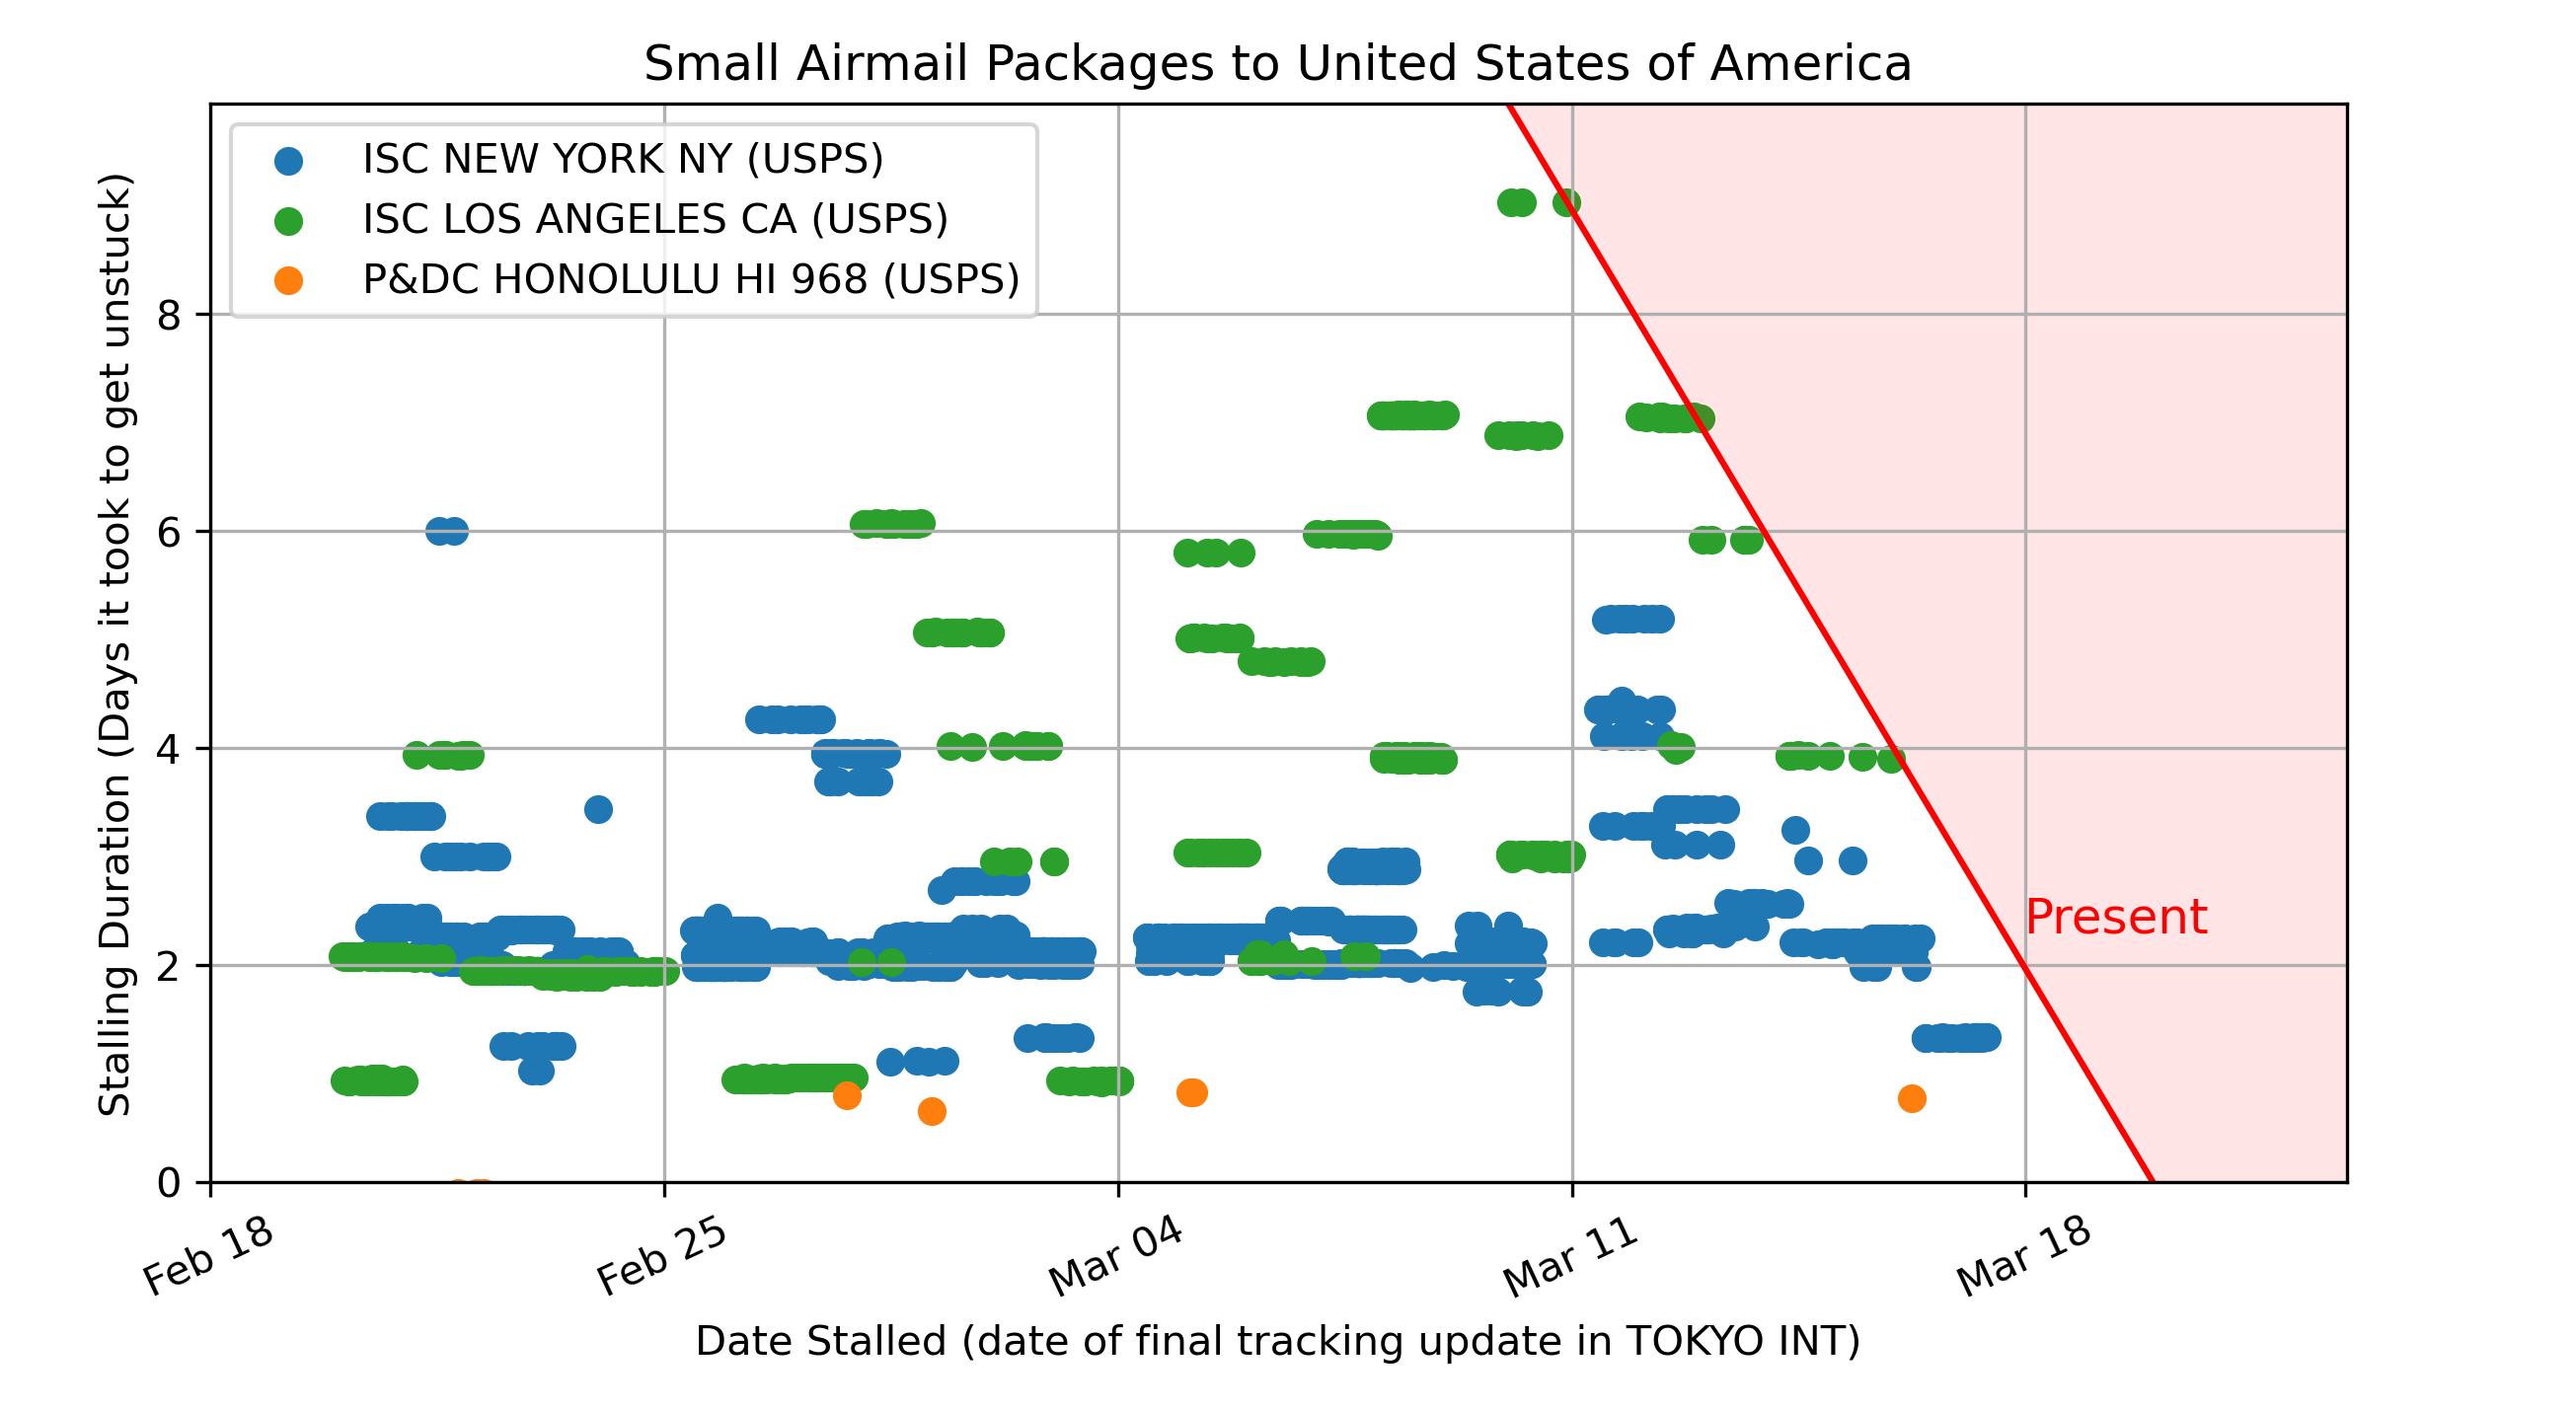 Small Airmail Packages to United States of America
ISC NEW YORK NY (USPS)
ISC LOS ANGELES CA (USPS)
P&DC HONOLULU HI 968 (USPS)
Stalling Duration (Days it took to get unstuck)
8
6
4
2
0
Present
Feb 18
Feb 25
Mar 04
Mar 11
Mar 18
Date Stalled (date of final tracking update in TOKYO INT)